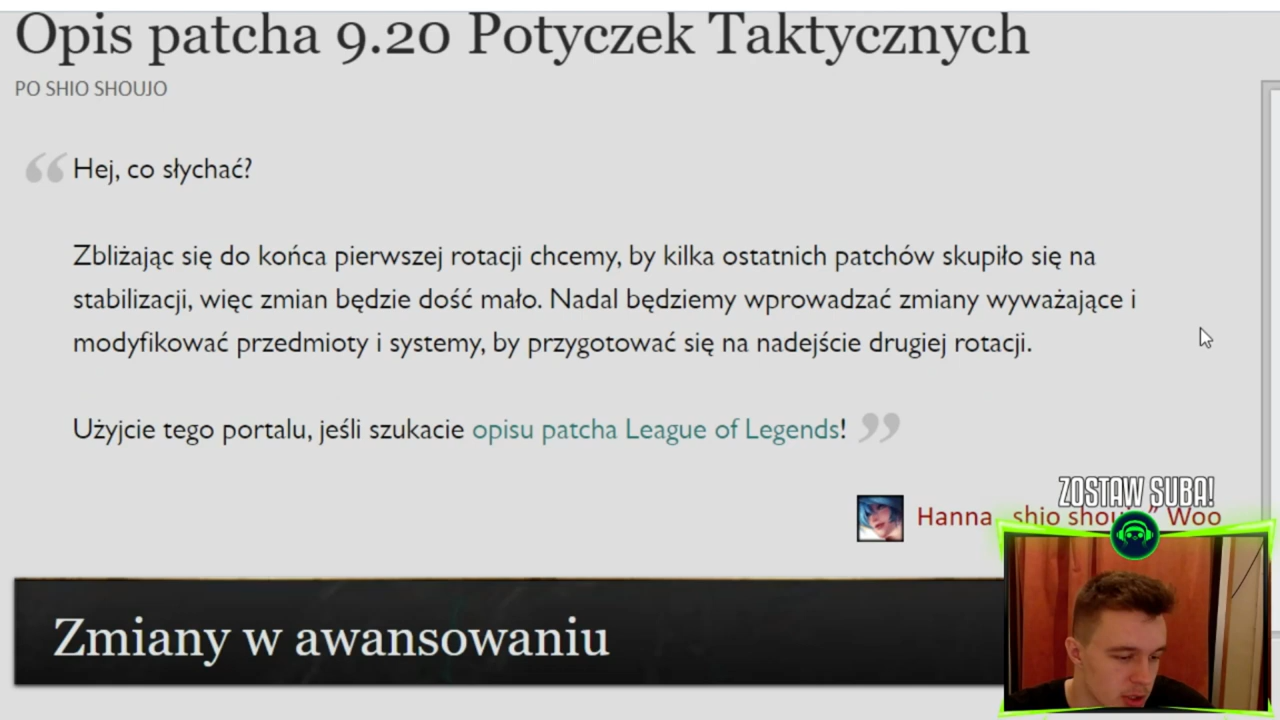 Opis patcha 9.20 Potyczek Taktycznych
PO SHIO SHOUJO
“ Hej, co słychać?
Zbliżając się do końca pierwszej rotacji chcemy, by kilka ostatnich patchów skupiło się na
stabilizacji, więc zmian będzie dość mało. Nadal będziemy wprowadzać zmiany wyważające i
modyfikować przedmioty i systemy, by przygotować się na nadejście drugiej rotacji.
Użyjcie tego portalu, jeśli szukacie opisu patcha League of Legends! ”
ZOSTAW SUBA!
Hanna „shio Woo
Zmiany w awansowaniu